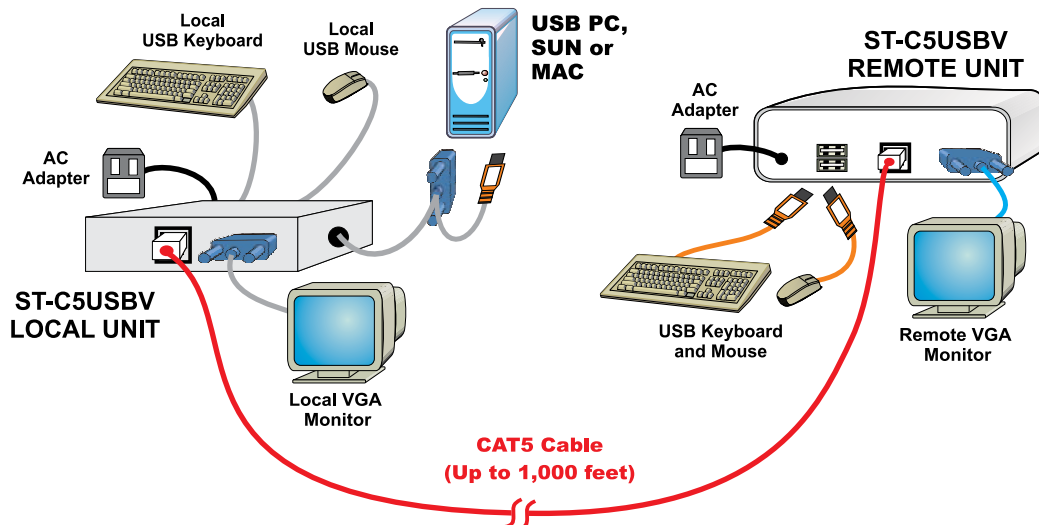 Local
USB Keyboard
Local
USB Mouse
USB PC,
SUN or
MAC
ST-C5USBV
REMOTE UNIT
AC
Adapter
AC
Adapter
ST-C5USBV
LOCAL UNIT
Local VGA
Monitor
USB Keyboard
and Mouse
Remote VGA
Monitor
CAT5 Cable
(Up to 1,000 feet)